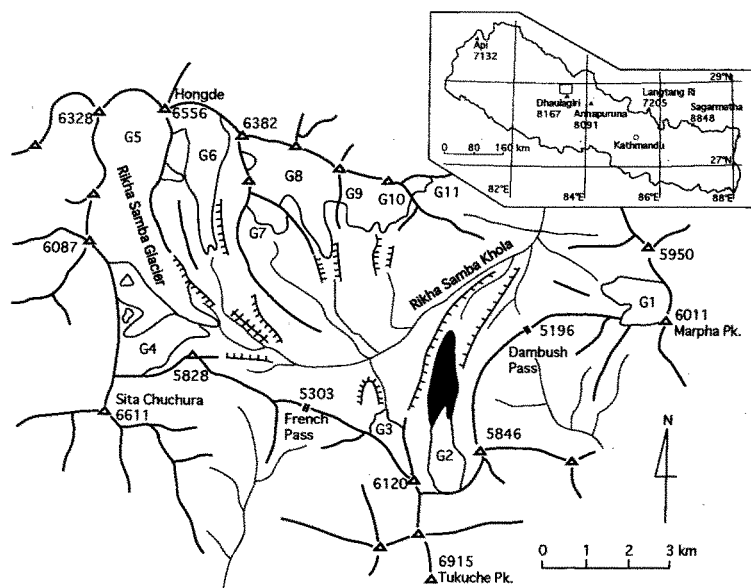 Api
7132
29°N
Langtang Ri
7205
Sagarmatha
8848
Dhaulagiri
8167
Annapuruna
8091
Kathmandu
0 80 160 km
27°N
82°E
84°E
86°E
88°E
Hongde
6556
6328
6382
G5
G6
G8
G9
G10
G11
G7
Rikha Samba Glacier
6087
Rikha Samba Khola
5950
G1
6011
Marpha Pk.
5196
Dambush
Pass
G4
5828
5303
French
Pass
Sita Chuchura
6611
G3
G2
5846
6120
N
6915
Tukuche Pk.
0 1 2 3 km